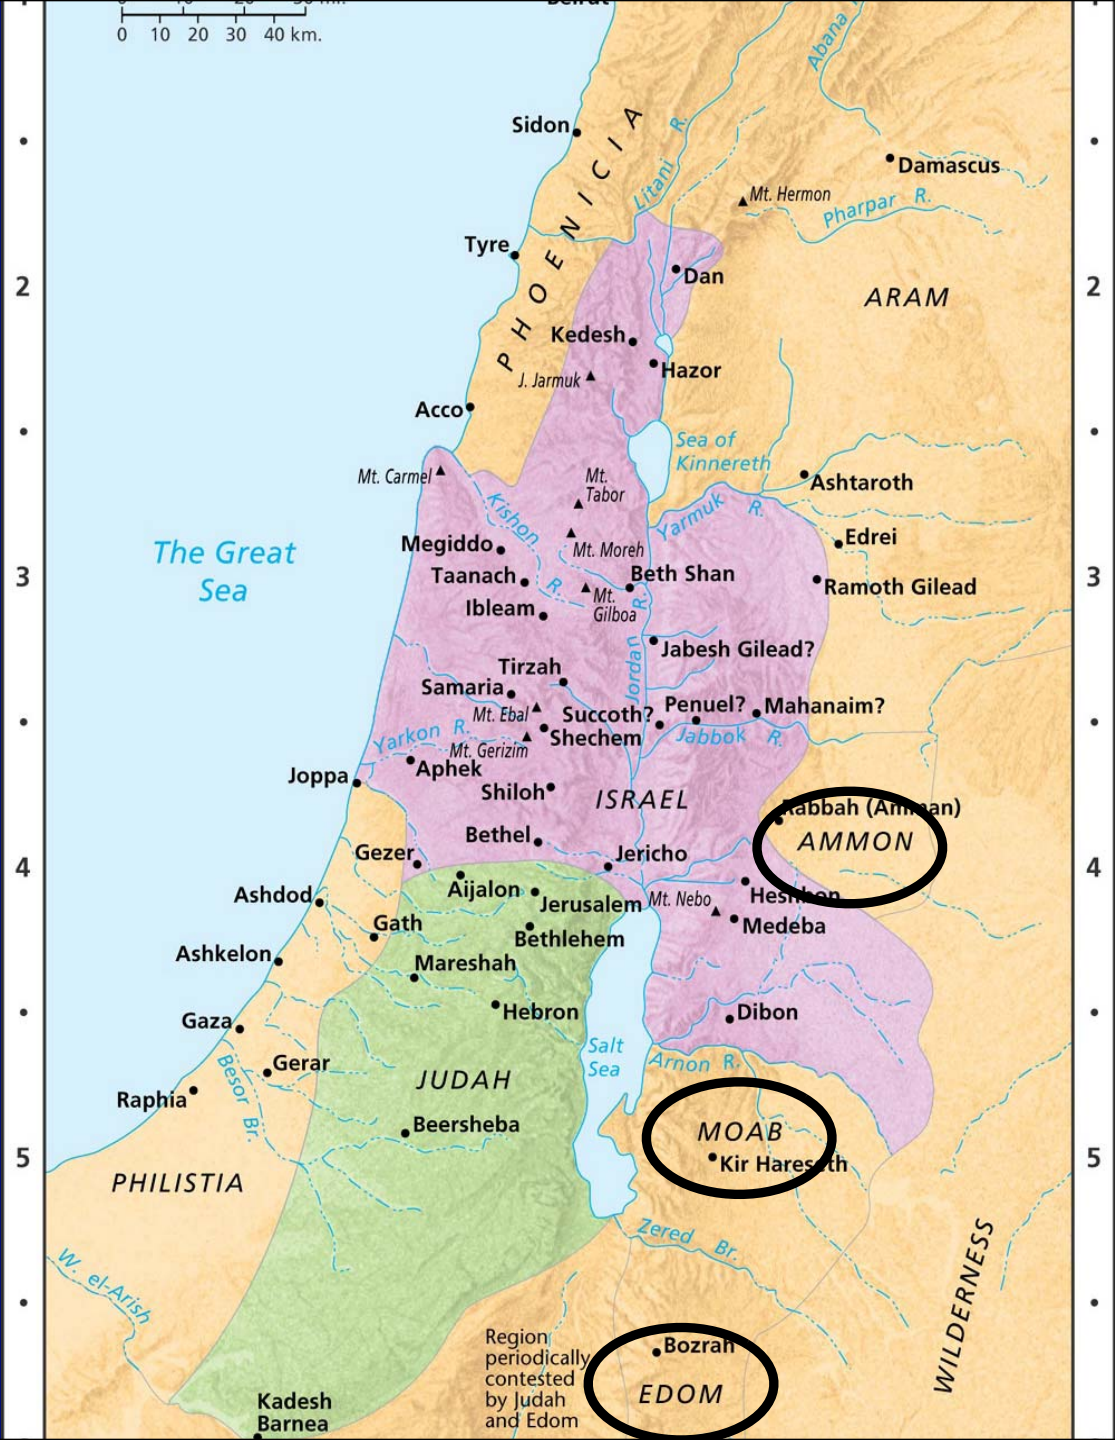 Beirut
0 10 20 30 40 km.
Abana
Sidon
PHOENICIA
Litani R.
Damascus
Mt. Hermon
Pharpar R.
Tyre
Dan
2
2
ARAM
Kedesh
Hazor
J. Jarmuk
Acco
Sea of
Kinnereth
Mt. Carmel
Mt.
Tabor
Ashtaroth
Kishon
R.
Yarmuk R.
Edrei
Megiddo
Mt. Moreh
The Great
Sea
Taanach
Beth Shan
3
3
Ramoth Gilead
Ibleam
Mt.
Gilboa
Jordan R.
Jabesh Gilead?
Tirzah
Samaria
Penuel?
Mahanaim?
Mt. Ebal
Succoth?
Shechem
Yarkon R.
Mt. Gerizim
Jabbok R.
Aphek
Joppa
Shiloh
ISRAEL
Rabbah (Amman)
AMMON
Bethel
Gezer
Jericho
4
4
Aijalon
Heshbon
Ashdod
Jerusalem
Mt. Nebo
Gath
Medeba
Bethlehem
Ashkelon
Mareshah
Hebron
Dibon
Gaza
Salt
Sea
Arnon R.
Gerar
Besor Br.
JUDAH
Raphia
Beersheba
MOAB
5
5
Kir Hareseth
PHILISTIA
Zered Br.
W. el-Arish
WILDERNESS
Region
periodically
contested
by Judah
and Edom
Bozrah
EDOM
Kadesh
Barnea